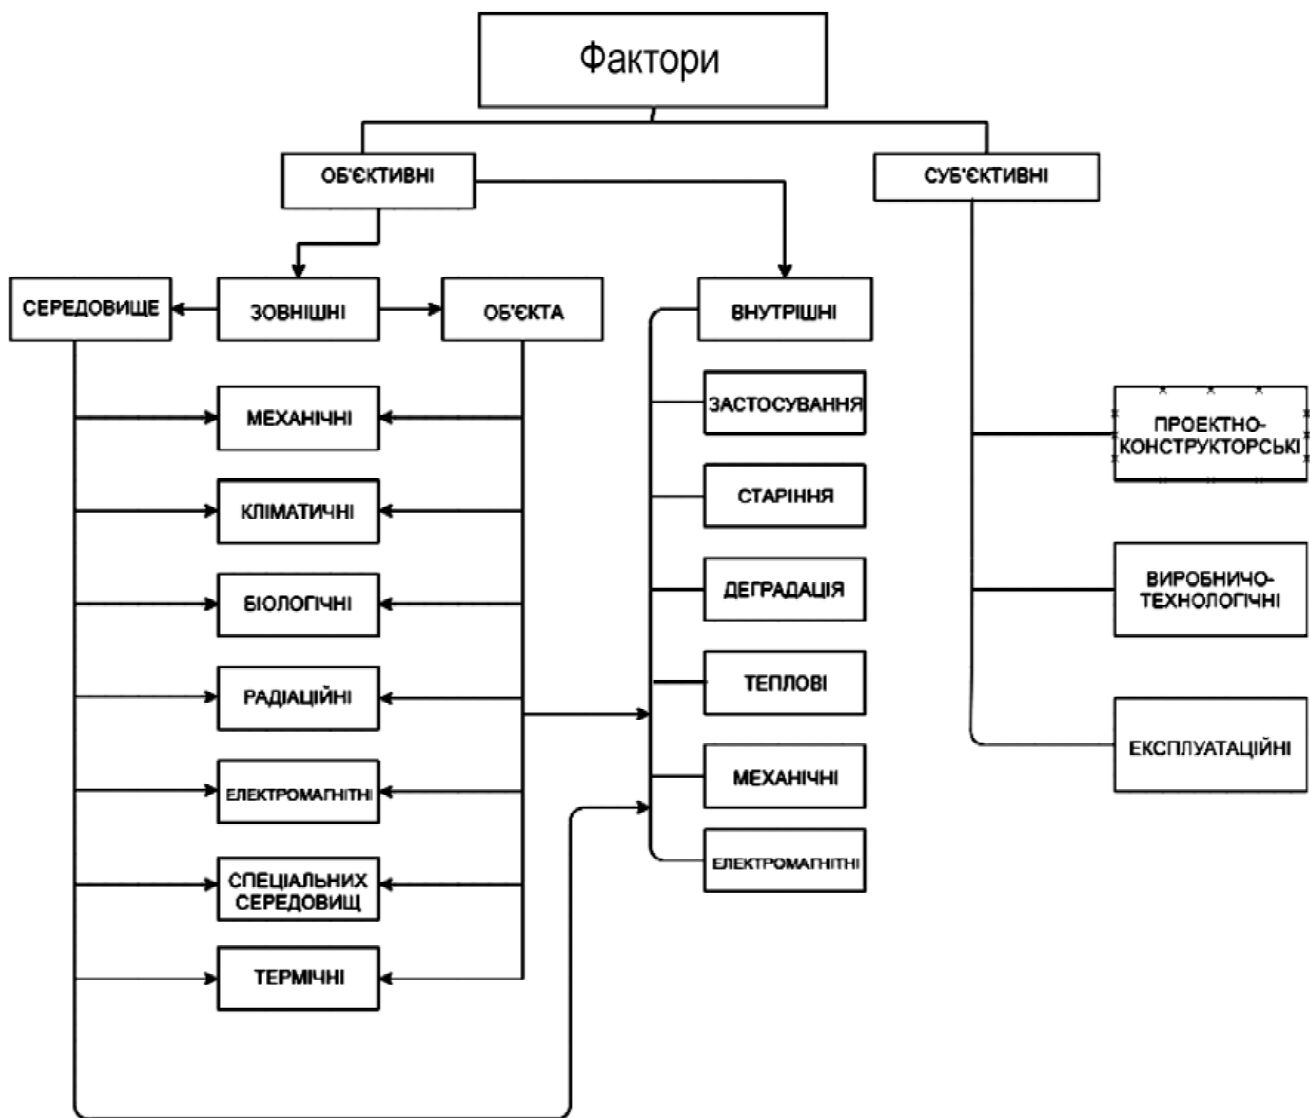 Фактори
ОБ'ЄКТИВНІ
СУБ'ЄКТИВНІ
СЕРЕДОВИЩЕ
ЗОВНІШНІ
ОБ'ЄКТА
ВНУТРІШНІ
МЕХАНІЧНІ
КЛІМАТИЧНІ
БІОЛОГІЧНІ
РАДІАЦІЙНІ
ЕЛЕКТРОМАГНІТНІ
СПЕЦІАЛЬНИХ
СЕРЕДОВИЩ
ТЕРМІЧНІ
ЗАСТОСУВАННЯ
СТАРІННЯ
ДЕГРАДАЦІЯ
ТЕПЛОВІ
МЕХАНІЧНІ
ЕЛЕКТРОМАГНІТНІ
ПРОЕКТНО-
КОНСТРУКТОРСЬКІ
ВИРОБНИЧО-
ТЕХНОЛОГІЧНІ
ЕКСПЛУАТАЦІЙНІ